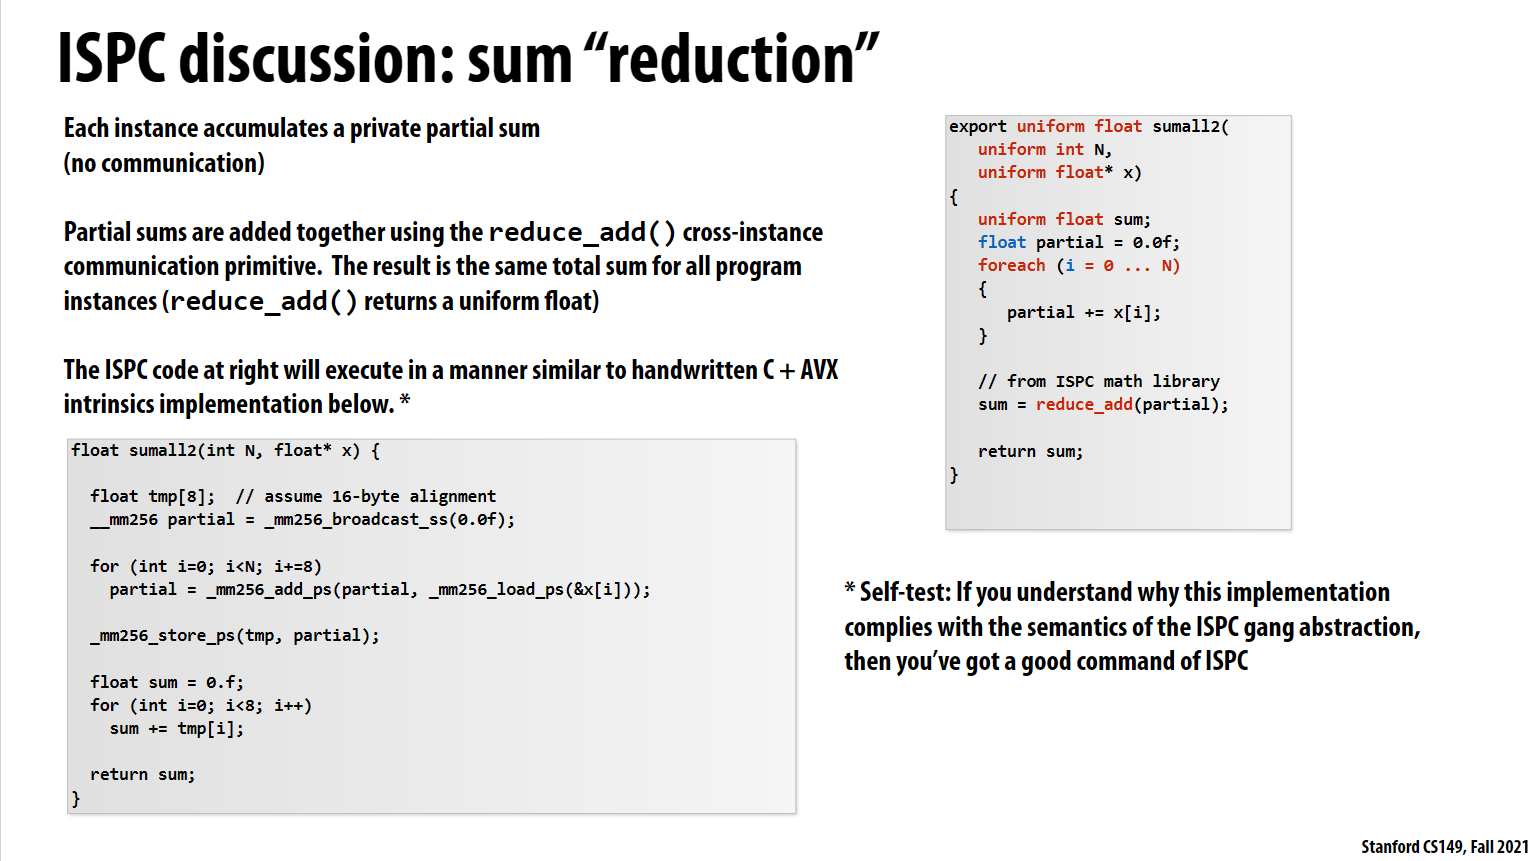 ISPC discussion: sum “reduction”
Each instance accumulates a private partial sum
(no communication)
Partial sums are added together using the reduce_add() cross-instance
communication primitive.  The result is the same total sum for all program
instances (reduce_add() returns a uniform float)
The ISPC code at right will execute in a manner similar to handwritten C + AVX
intrinsics implementation below. *
float sumall2(int N, float* x) {
  float tmp[8];  // assume 16-byte alignment
  __mm256 partial = _mm256_broadcast_ss(0.0f);
  for (int i=0; i<N; i+=8)
    partial = _mm256_add_ps(partial, _mm256_load_ps(&x[i]));
  _mm256_store_ps(tmp, partial);
  float sum = 0.f;
  for (int i=0; i<8; i++)
    sum += tmp[i];
  return sum;
}
export uniform float sumall2(
   uniform int N,
   uniform float* x)
{
   uniform float sum;
   float partial = 0.0f;
   foreach (i = 0 ... N)
   {
      partial += x[i];
   }
   // from ISPC math library
   sum = reduce_add(partial);
   return sum;
}
* Self-test: If you understand why this implementation
complies with the semantics of the ISPC gang abstraction,
then you’ve got a good command of ISPC
Stanford CS149, Fall 2021